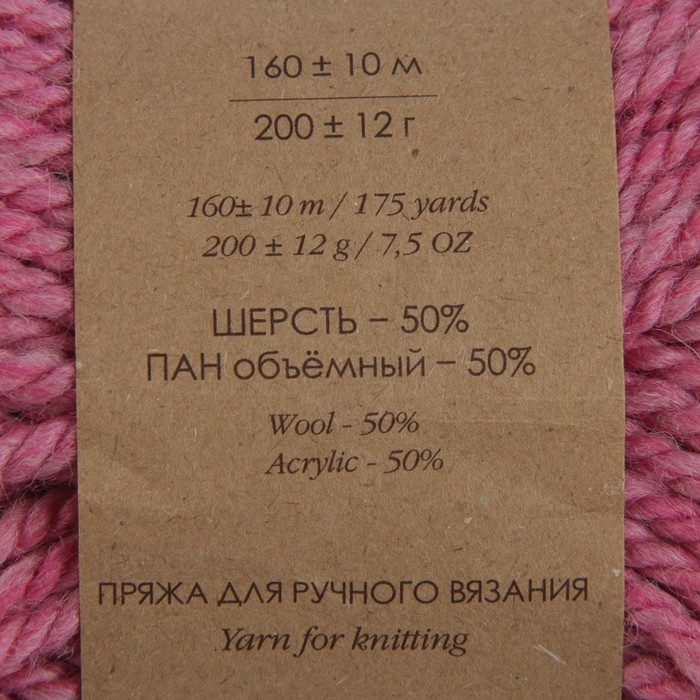 160 ± 10 м
200 ± 12 г
160± 10 m / 175 yards
200 ± 12 g / 7,5 OZ
ШЕРСТЬ – 50%
ПАН объёмный – 50%
Wool - 50%
Acrylic - 50%
ПРЯЖА ДЛЯ РУЧНОГО ВЯЗАНИЯ
Yarn for knitting